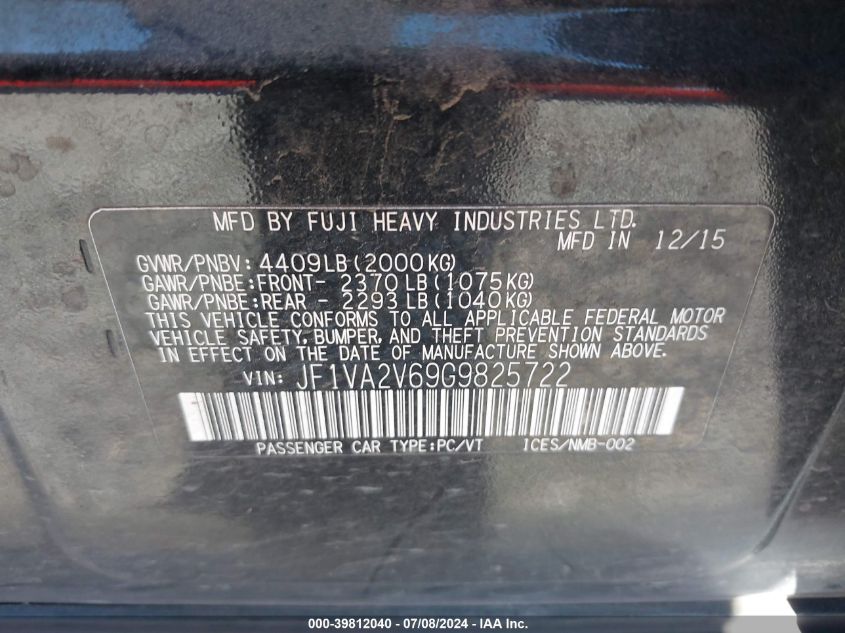 MFD BY FUJI HEAVY INDUSTRIES LTD.
MFD IN 12/15
GVWR/PNBV: 4409LB(2000KG)
GAWR/PNBE:FRONT- 2370LB(1075KG)
GAWR/PNBE:REAR - 2293LB(1040KG)
THIS VEHICLE CONFORMS TO ALL APPLICABLE FEDERAL MOTOR
VEHICLE SAFETY, BUMPER, AND THEFT PREVENTION STANDARDS
IN EFFECT ON THE DATE OF MANUFACTURE SHOWN ABOVE.
VIN: JF1VA2V69G9825722
PASSENGER CAR TYPE:PC/VT ICES/NMB-002
000-39812040 - 07/08/2024 - IAA Inc.